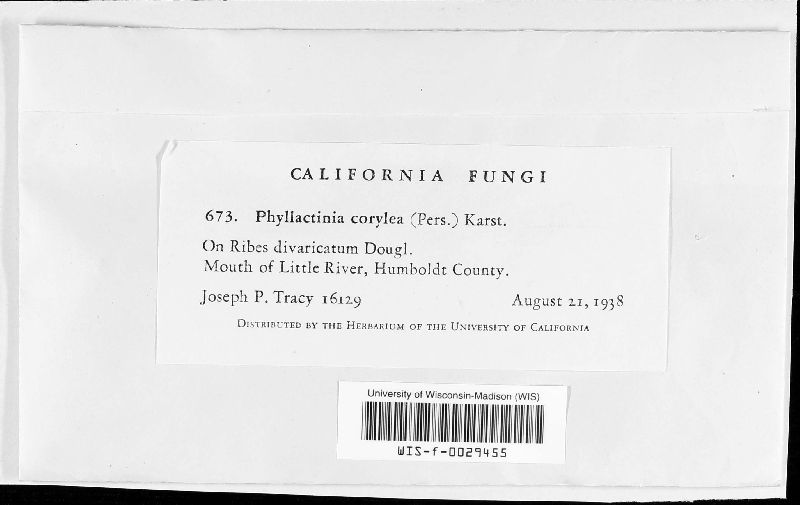 CALIFORNIA FUNGI
673. Phyllactinia corylea (Pers.) Karst.
On Ribes divaricatum Dougl.
Mouth of Little River, Humboldt County.
Joseph P. Tracy 16129 August 21, 1938
Distributed by the Herbarium of the University of California
University of Wisconsin-Madison (WIS)
WIS-f-0029455